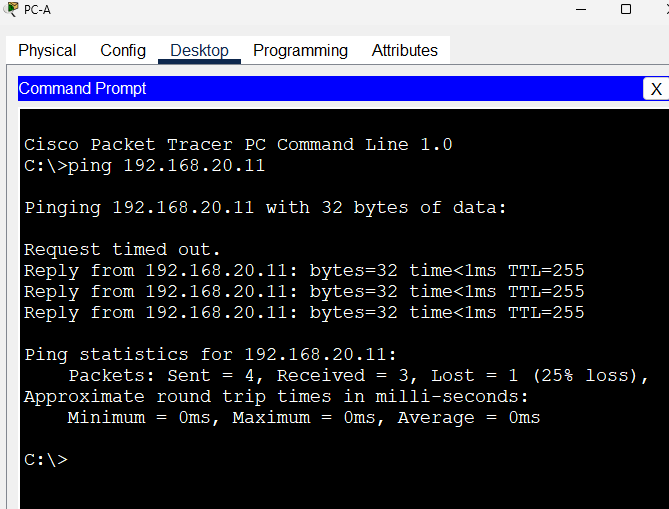 PC-A
Physical Config Desktop Programming Attributes
Command Prompt
X
Cisco Packet Tracer PC Command Line 1.0
C:\>ping 192.168.20.11
Pinging 192.168.20.11 with 32 bytes of data:
Request timed out.
Reply from 192.168.20.11: bytes=32 time<1ms TTL=255
Reply from 192.168.20.11: bytes=32 time<1ms TTL=255
Reply from 192.168.20.11: bytes=32 time<1ms TTL=255
Ping statistics for 192.168.20.11:
Packets: Sent = 4, Received = 3, Lost = 1 (25% loss),
Approximate round trip times in milli-seconds:
Minimum = 0ms, Maximum = 0ms, Average = 0ms
C:\>